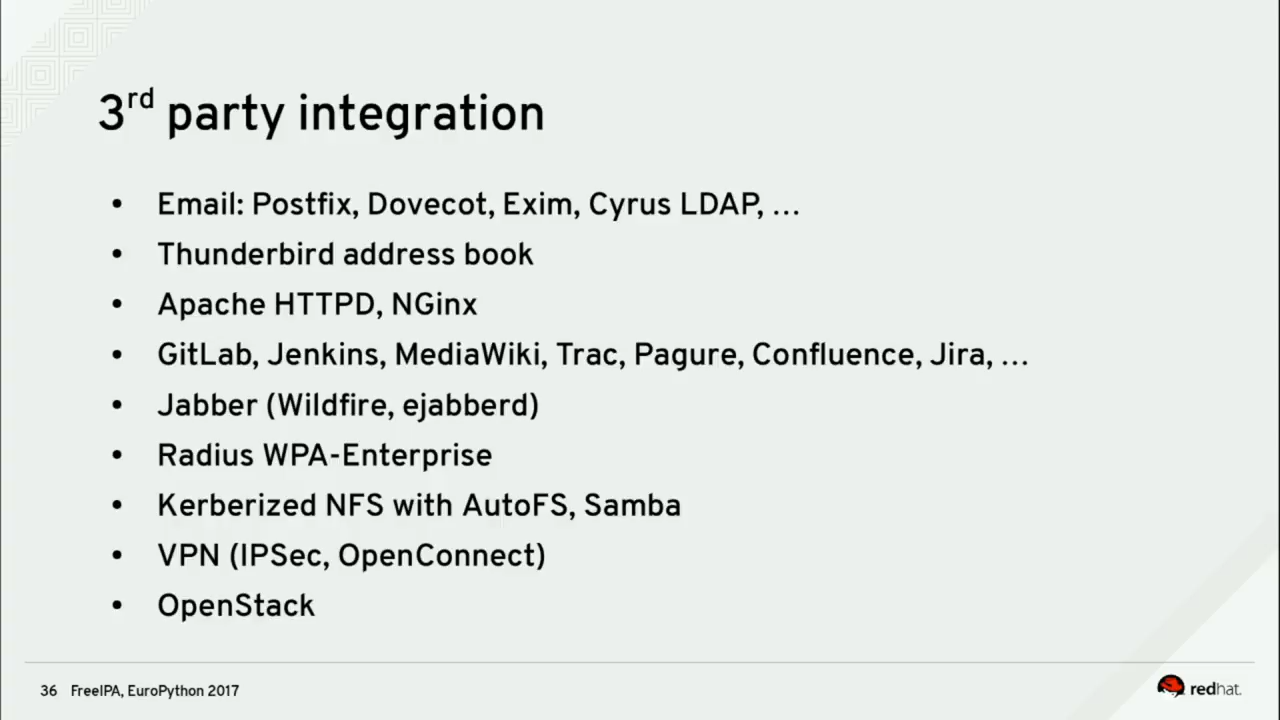 3rd party integration
• Email: Postfix, Dovecot, Exim, Cyrus LDAP, …
• Thunderbird address book
• Apache HTTPD, NGinx
• GitLab, Jenkins, MediaWiki, Trac, Pagure, Confluence, Jira, …
• Jabber (Wildfire, ejabberd)
• Radius WPA-Enterprise
• Kerberized NFS with AutoFS, Samba
• VPN (IPSec, OpenConnect)
• OpenStack
36 FreeIPA, EuroPython 2017
redhat.